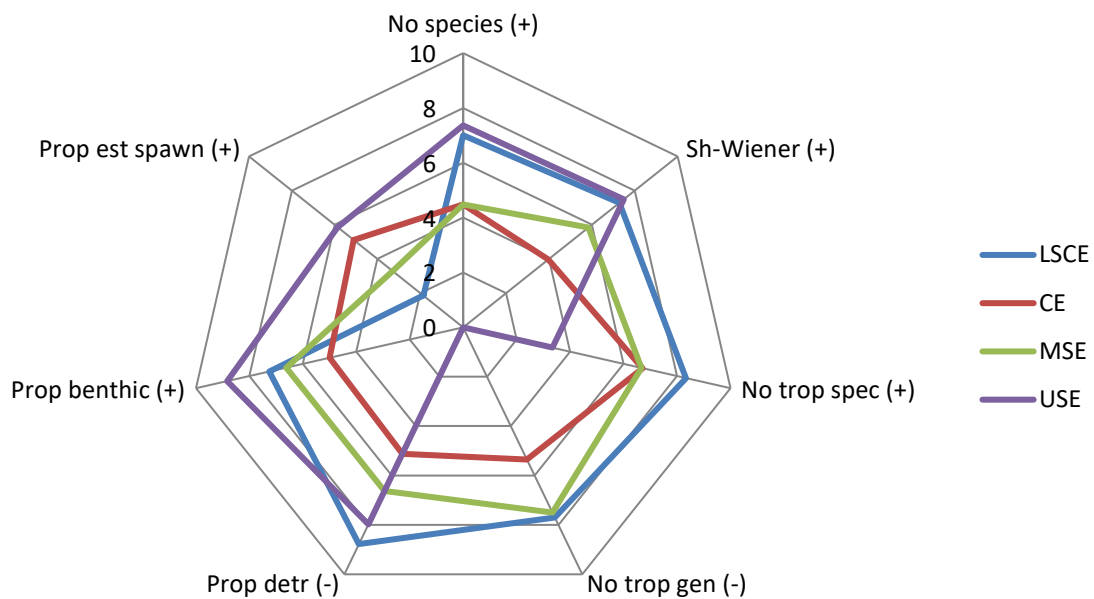 No species (+)
10
8
6
4
2
0
Sh-Wiener (+)
No trop spec (+)
No trop gen (-)
Prop detr (-)
Prop benthic (+)
Prop est spawn (+)
LSCE
CE
MSE
USE